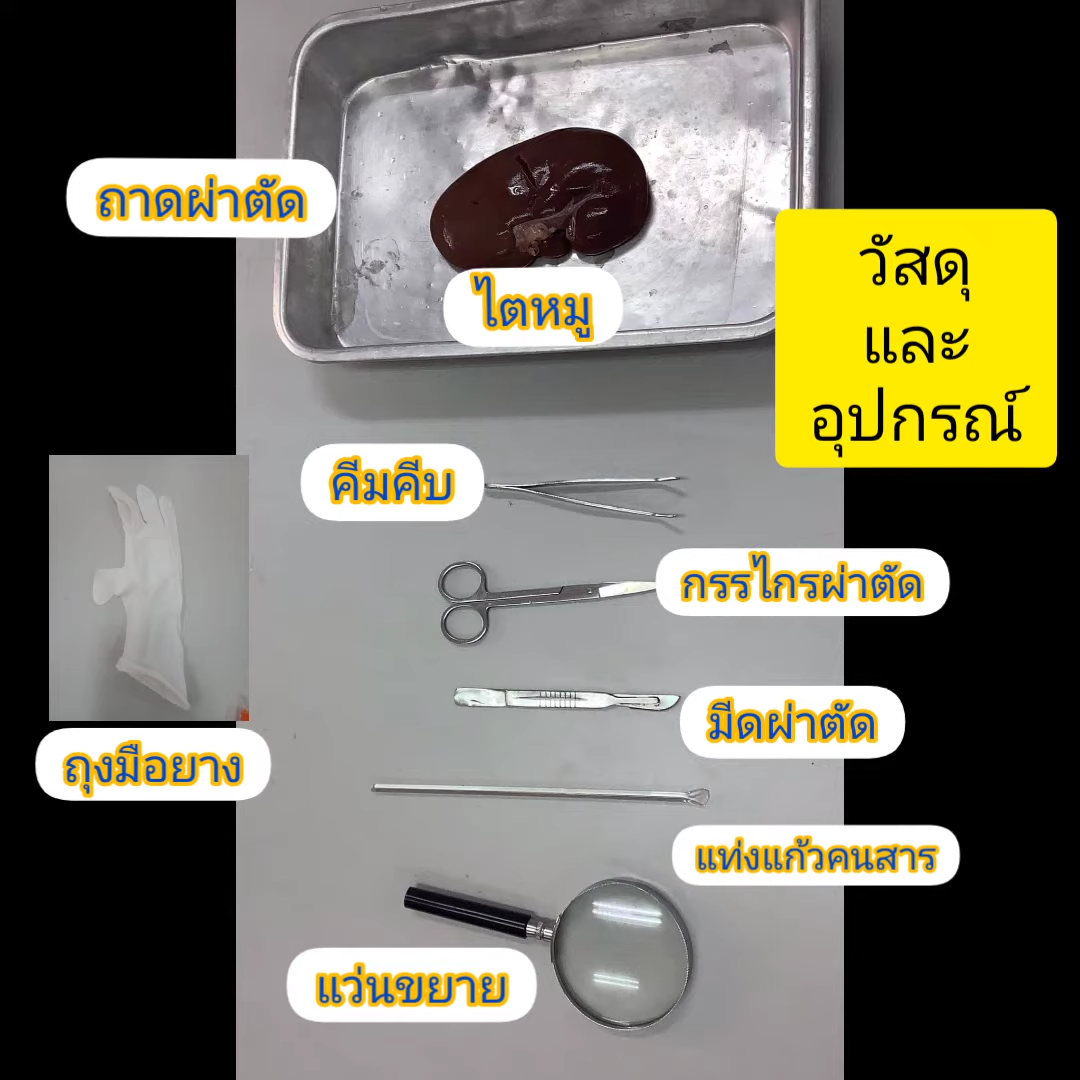 ถาดผ่าตัด
ไตหมู
วัสดุ
และ
อุปกรณ์
คีมคีบ
กรรไกรผ่าตัด
มีดผ่าตัด
ถุงมือยาง
แท่งแก้วคนสาร
แว่นขยาย